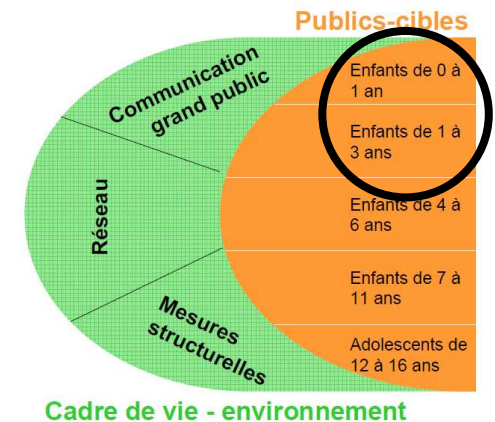 Publics-cibles
Communication
grand public
Réseau
Mesures
structurelles
Enfants de 0 à
1 an
Enfants de 1 à
3 ans
Enfants de 4 à
6 ans
Enfants de 7 à
11 ans
Adolescents de
12 à 16 ans
Cadre de vie - environnement